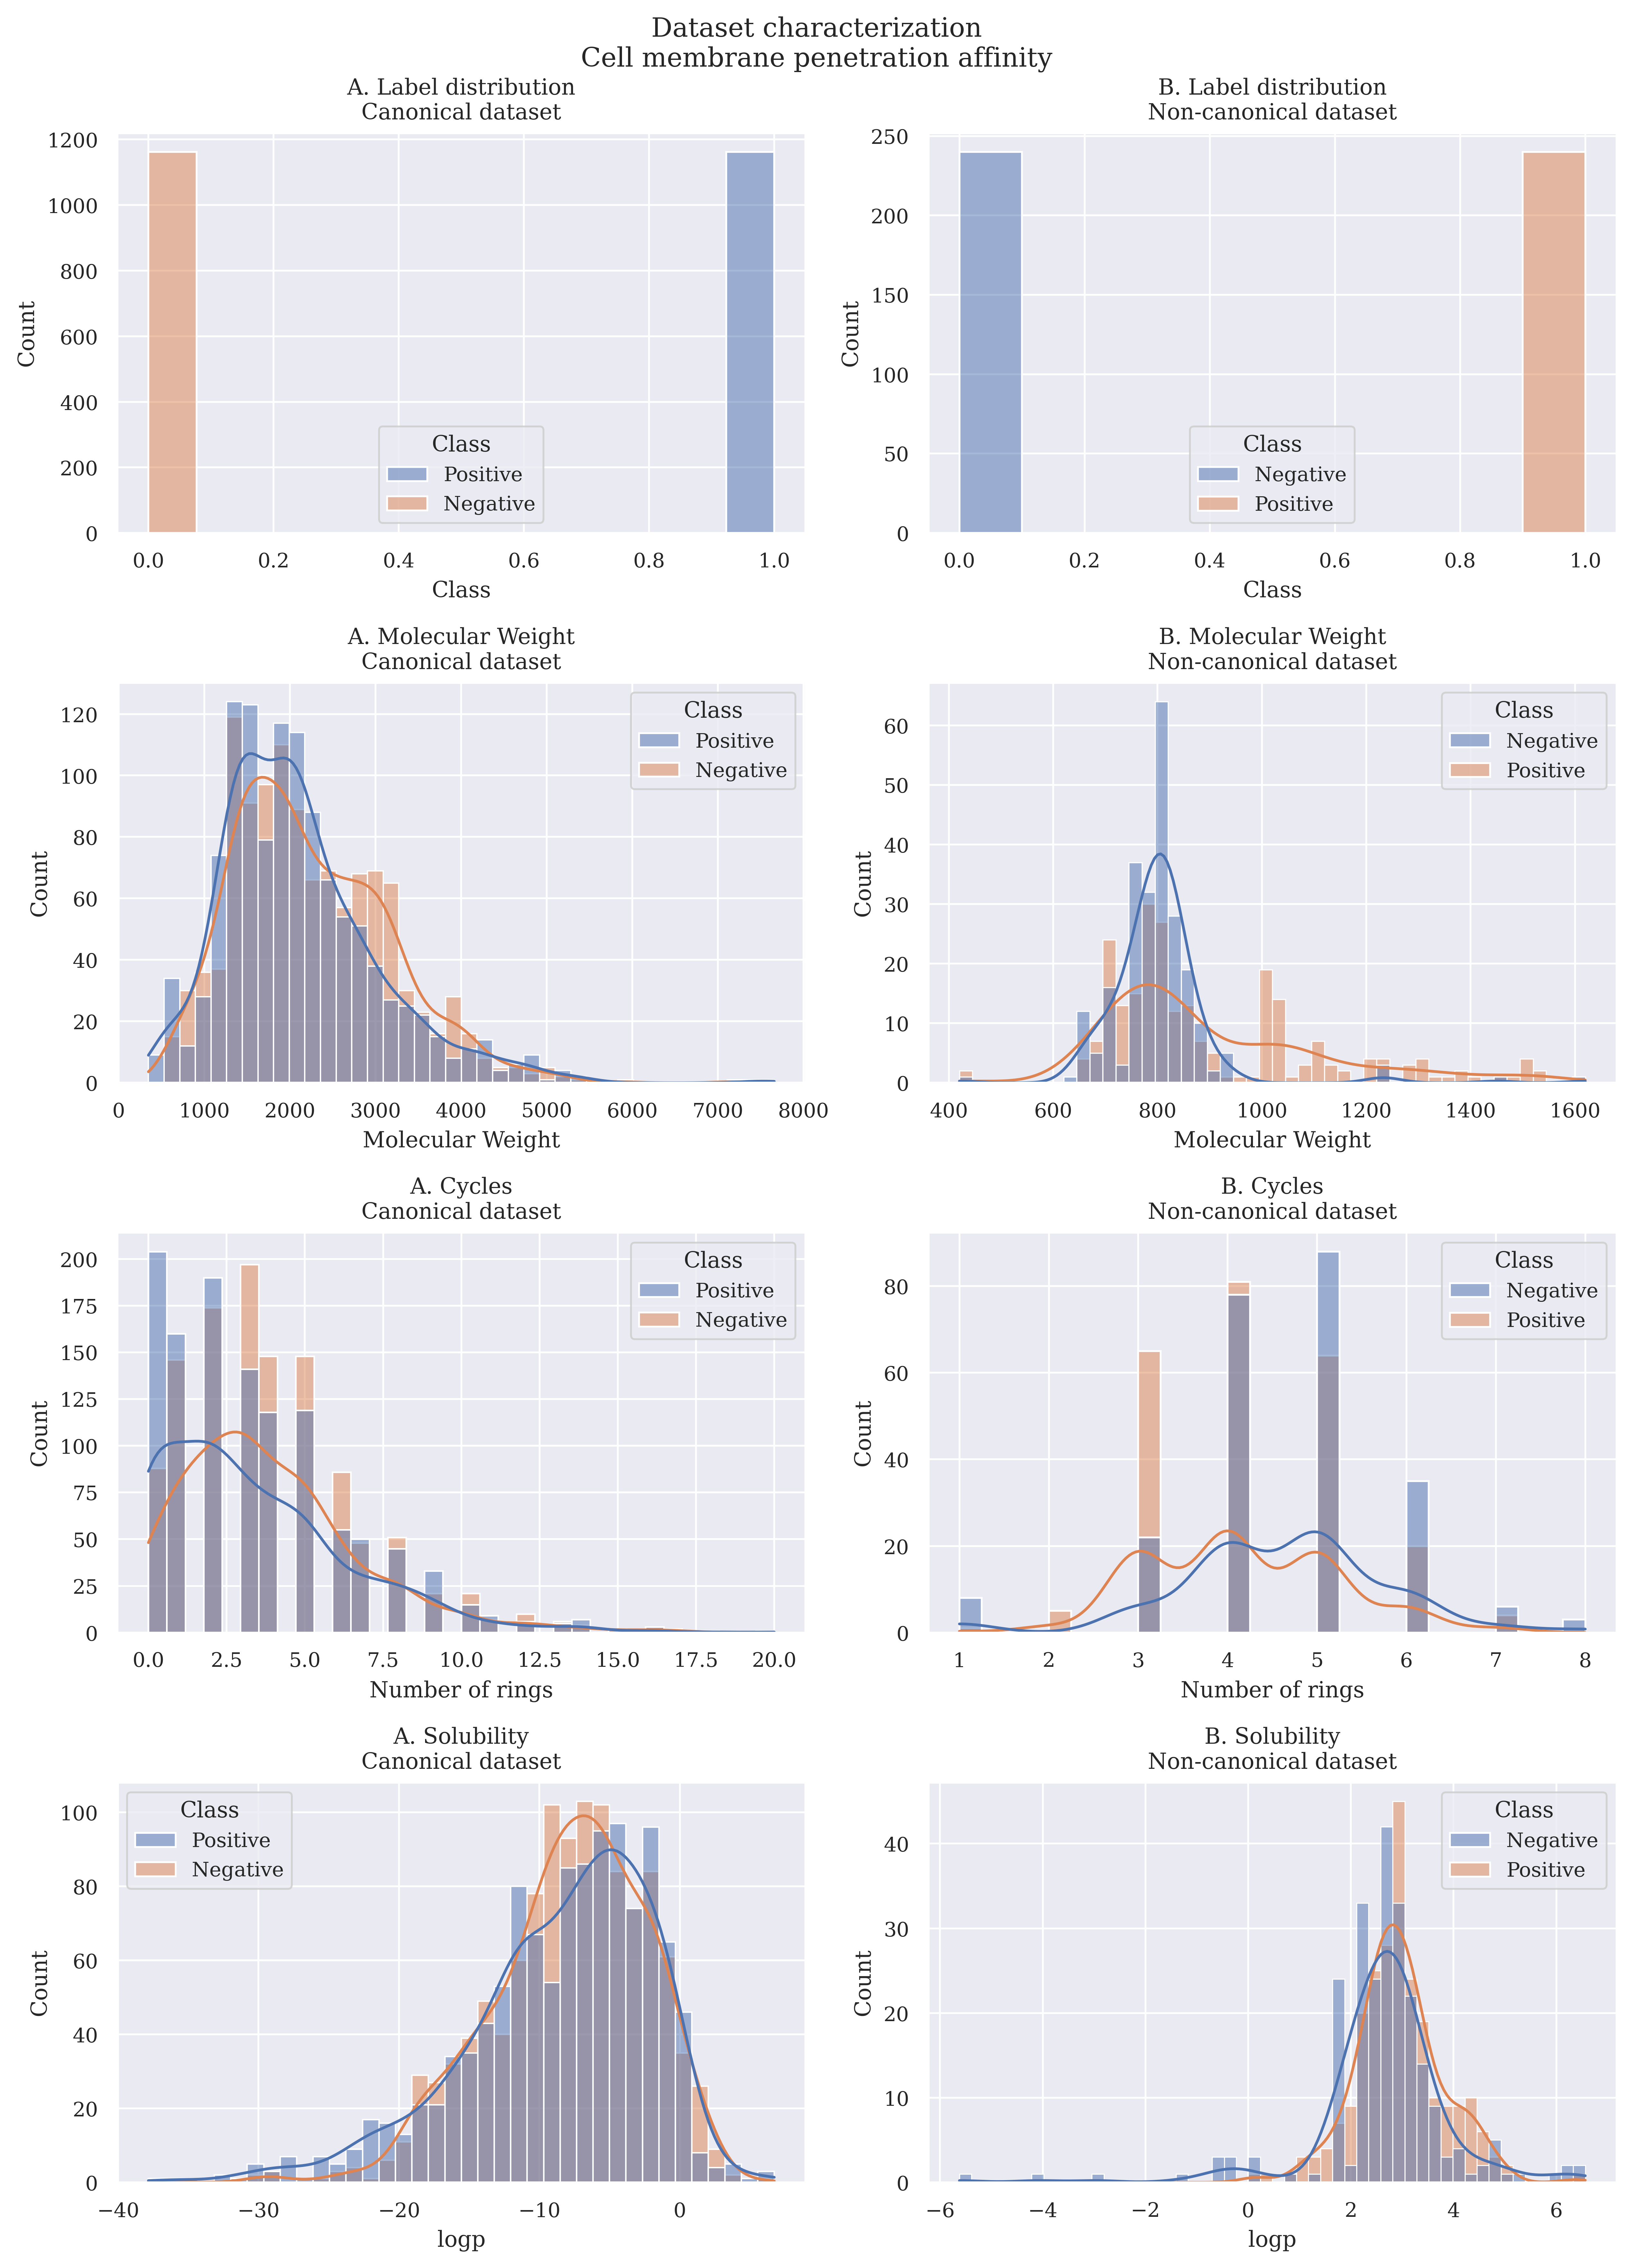 Dataset characterization
Cell membrane penetration affinity
A. Label distribution
Canonical dataset
1200
1000
800
600
400
200
0
Count
Class
Positive
Negative
0.0 0.2 0.4 0.6 0.8 1.0
Class
B. Label distribution
Non-canonical dataset
250
200
150
100
50
0
Count
Class
Negative
Positive
0.0 0.2 0.4 0.6 0.8 1.0
Class
A. Molecular Weight
Canonical dataset
120
100
80
60
40
20
0
Count
Class
Positive
Negative
0 1000 2000 3000 4000 5000 6000 7000 8000
Molecular Weight
B. Molecular Weight
Non-canonical dataset
60
50
40
30
20
10
0
Count
Class
Negative
Positive
400 600 800 1000 1200 1400 1600
Molecular Weight
A. Cycles
Canonical dataset
200
175
150
125
100
75
50
25
0
Count
Class
Positive
Negative
0.0 2.5 5.0 7.5 10.0 12.5 15.0 17.5 20.0
Number of rings
B. Cycles
Non-canonical dataset
80
60
40
20
0
Count
Class
Negative
Positive
1 2 3 4 5 6 7 8
Number of rings
A. Solubility
Canonical dataset
100
80
60
40
20
0
Count
Class
Positive
Negative
−40 −30 −20 −10 0
logp
B. Solubility
Non-canonical dataset
40
30
20
10
0
Count
Class
Negative
Positive
−6 −4 −2 0 2 4 6
logp